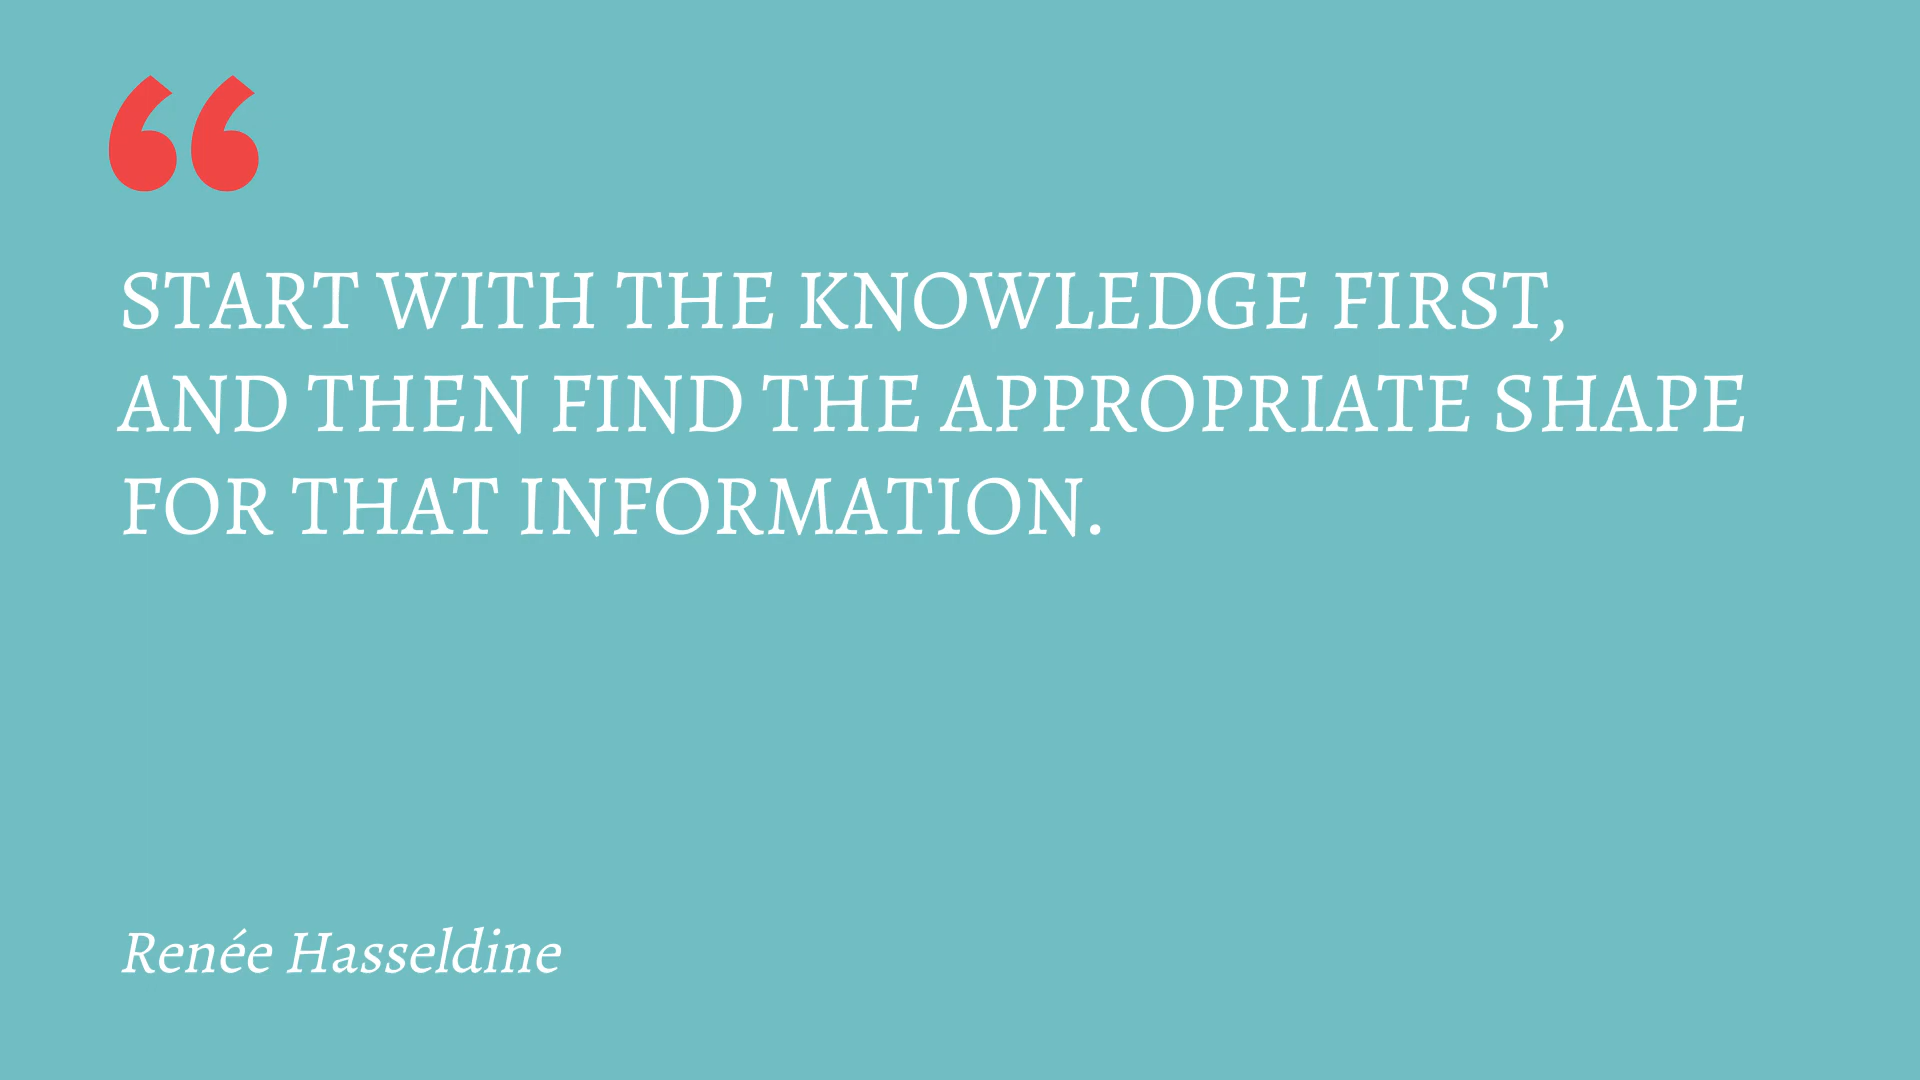 “
START WITH THE KNOWLEDGE FIRST,
AND THEN FIND THE APPROPRIATE SHAPE
FOR THAT INFORMATION.
Renée Hasseldine